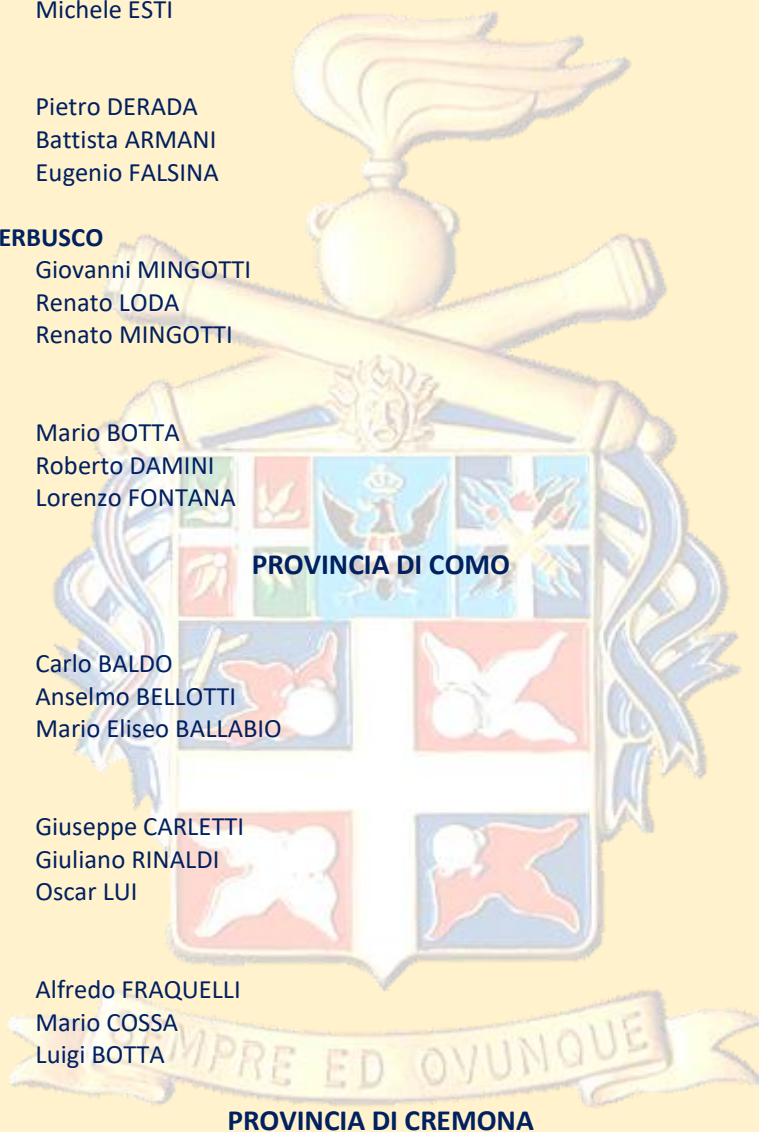 Michele ESTI
Pietro DERADA
Battista ARMANI
Eugenio FALSINA
ERBUSCO
Giovanni MINGOTTI
Renato LODA
Renato MINGOTTI
Mario BOTTA
Roberto DAMINI
Lorenzo FONTANA
PROVINCIA DI COMO
Carlo BALDO
Anselmo BELLOTTI
Mario Eliseo BALLABIO
Giuseppe CARLETTI
Giuliano RINALDI
Oscar LUI
Alfredo FRAQUELLI
Mario COSSA
Luigi BOTTA
SEMPRE ED OVUNQUE
PROVINCIA DI CREMONA